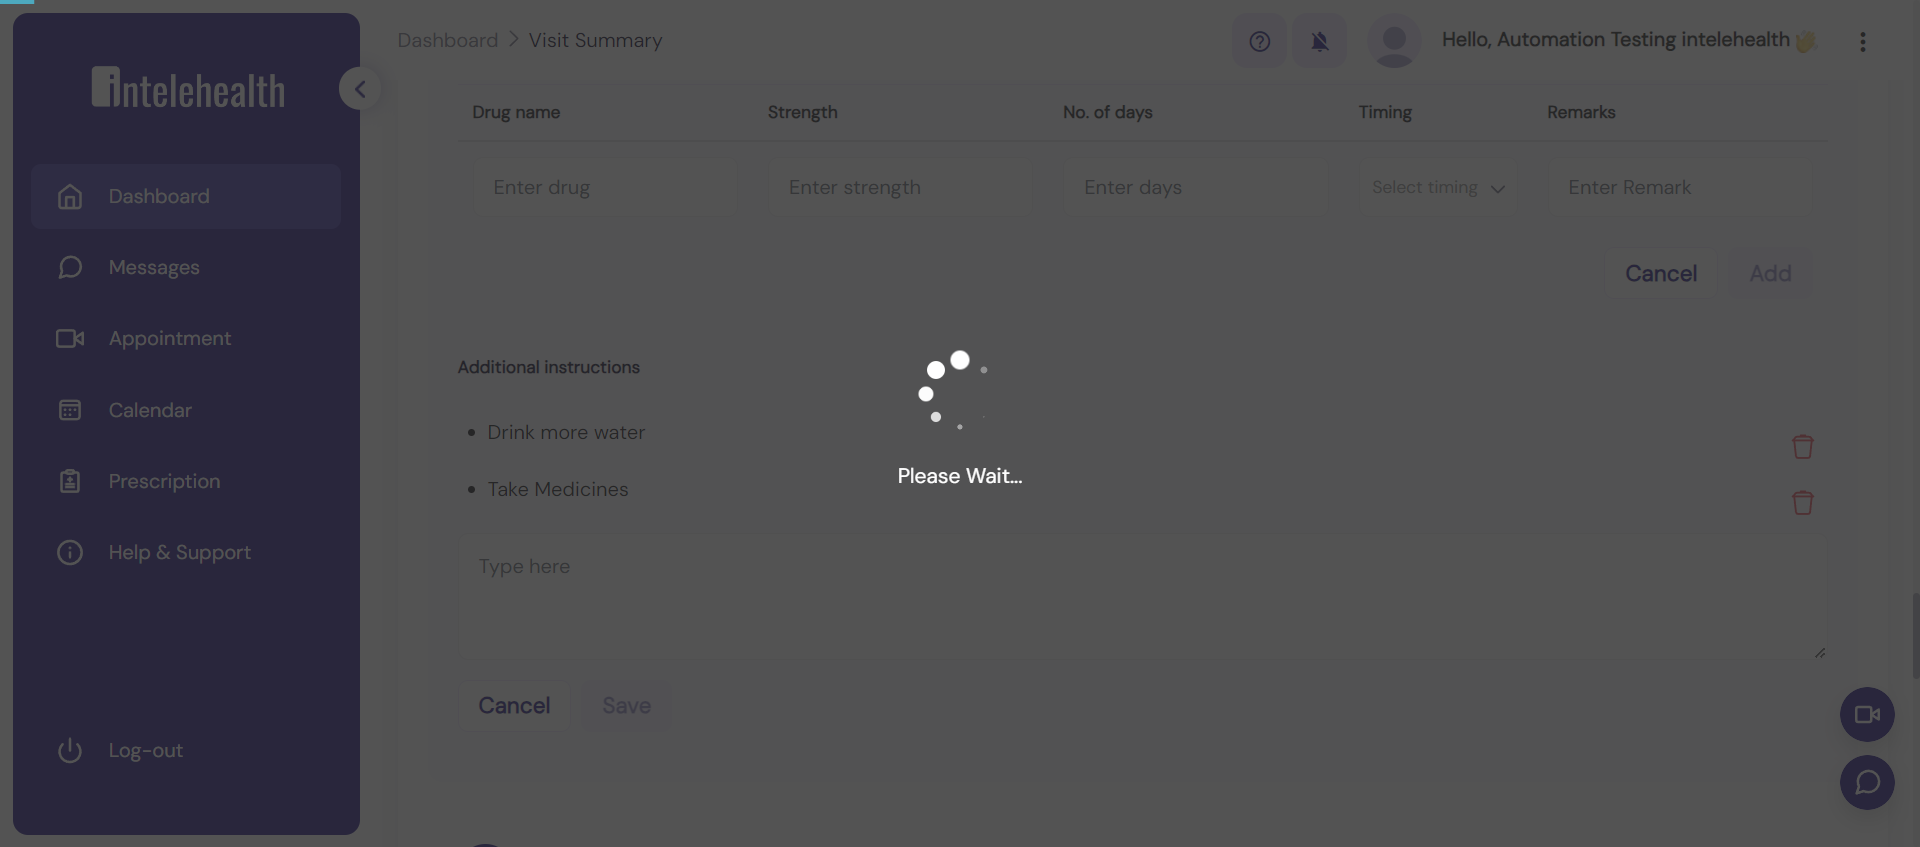 intelehealth
Dashboard
Messages
Appointment
Calendar
Prescription
Help & Support
Log-out
Dashboard > Visit Summary
Hello, Automation Testing intelehealth 👋
Drug name Strength No. of days Timing Remarks
Enter drug Enter strength Enter days Select timing Enter Remark
Cancel Add
Additional instructions
• Drink more water
• Take Medicines
Type here
Cancel Save
Please Wait...